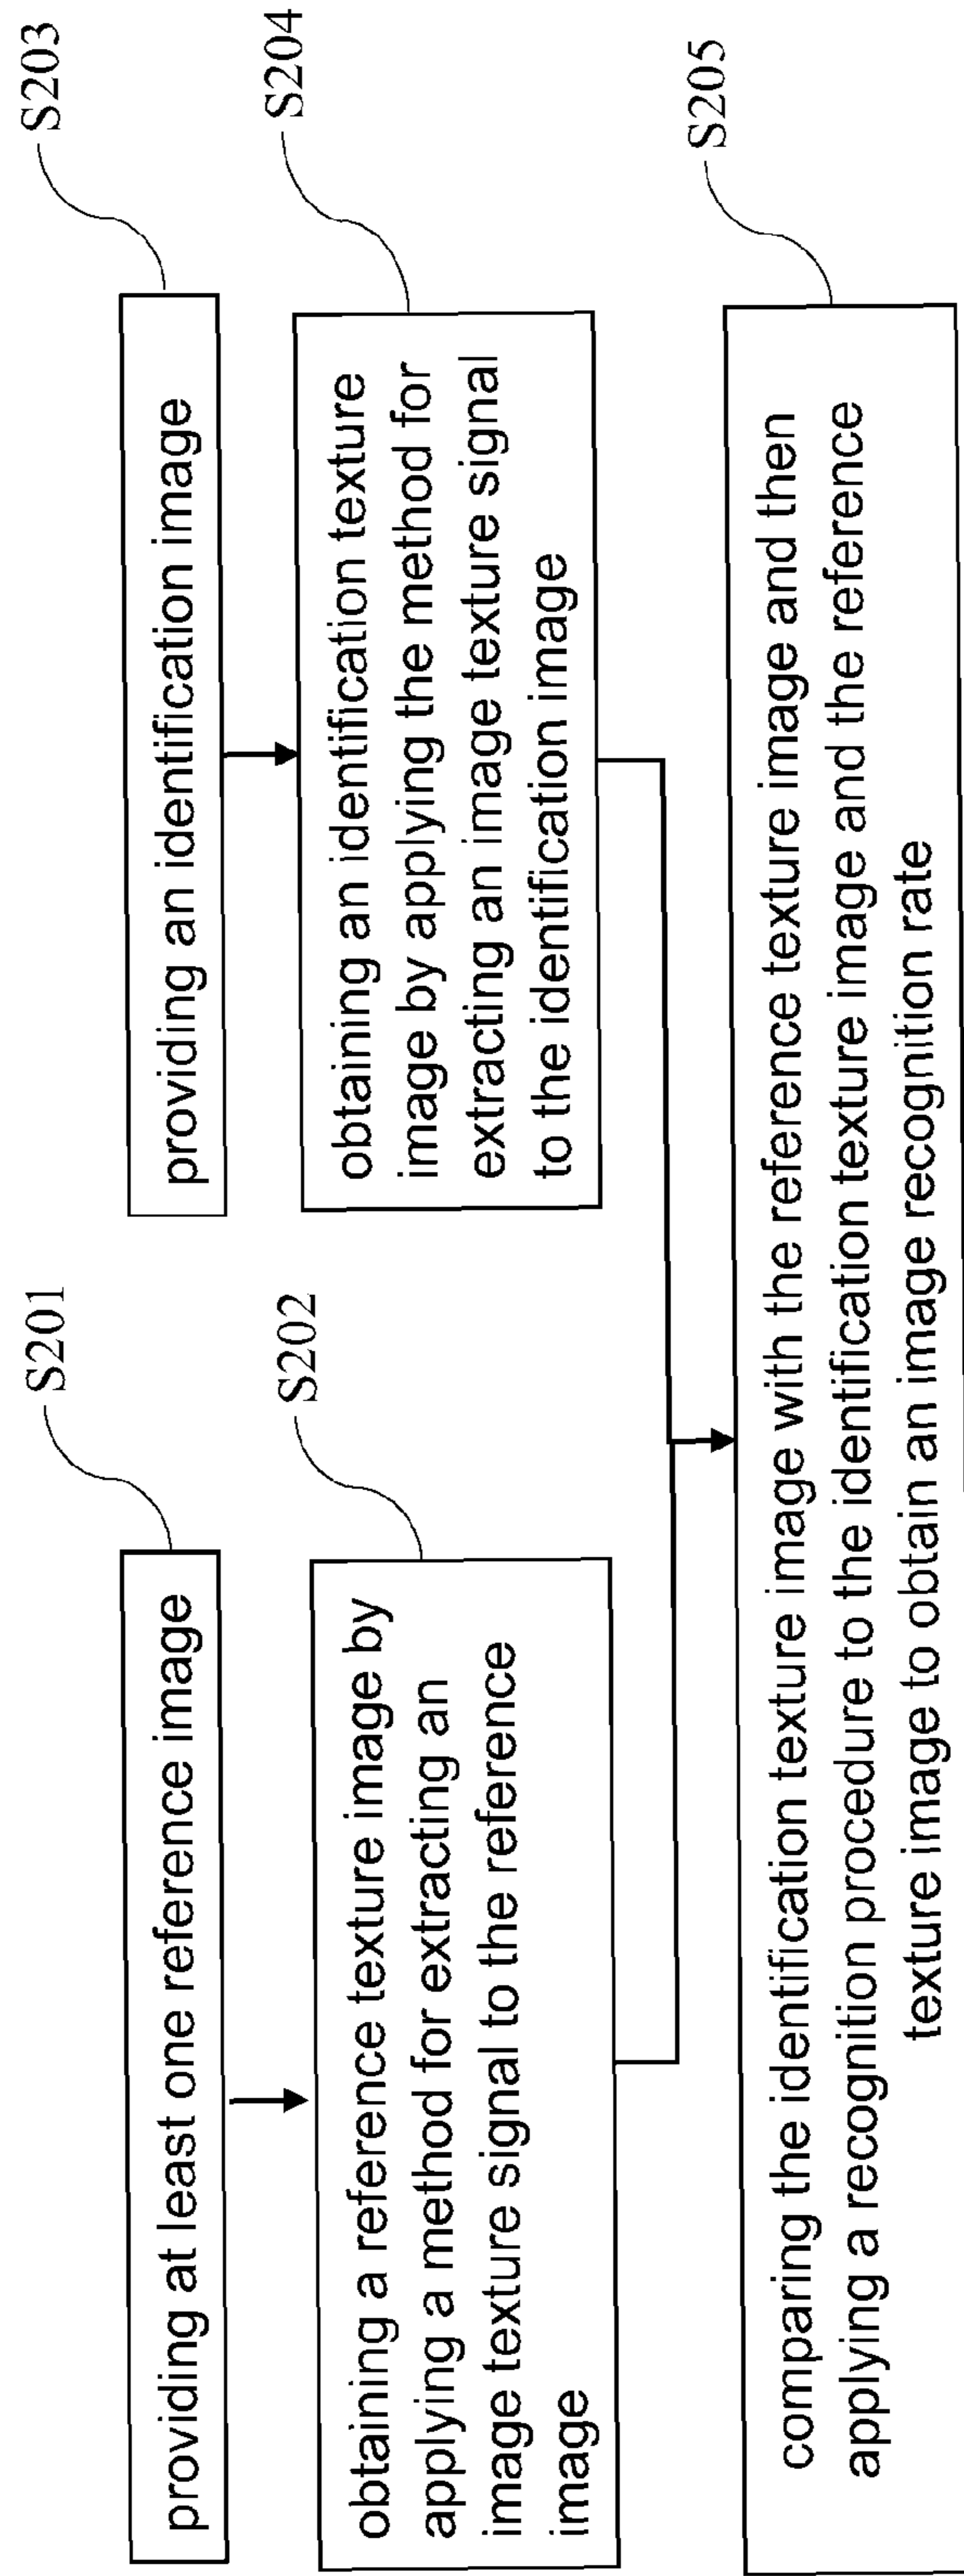 S201
providing at least one reference image
S202
obtaining a reference texture image by
applying a method for extracting an
image texture signal to the reference
image
S203
providing an identification image
S204
obtaining an identification texture
image by applying the method for
extracting an image texture signal
to the identification image
S205
comparing the identification texture image with the reference texture image and then
applying a recognition procedure to the identification texture image and the reference
texture image to obtain an image recognition rate